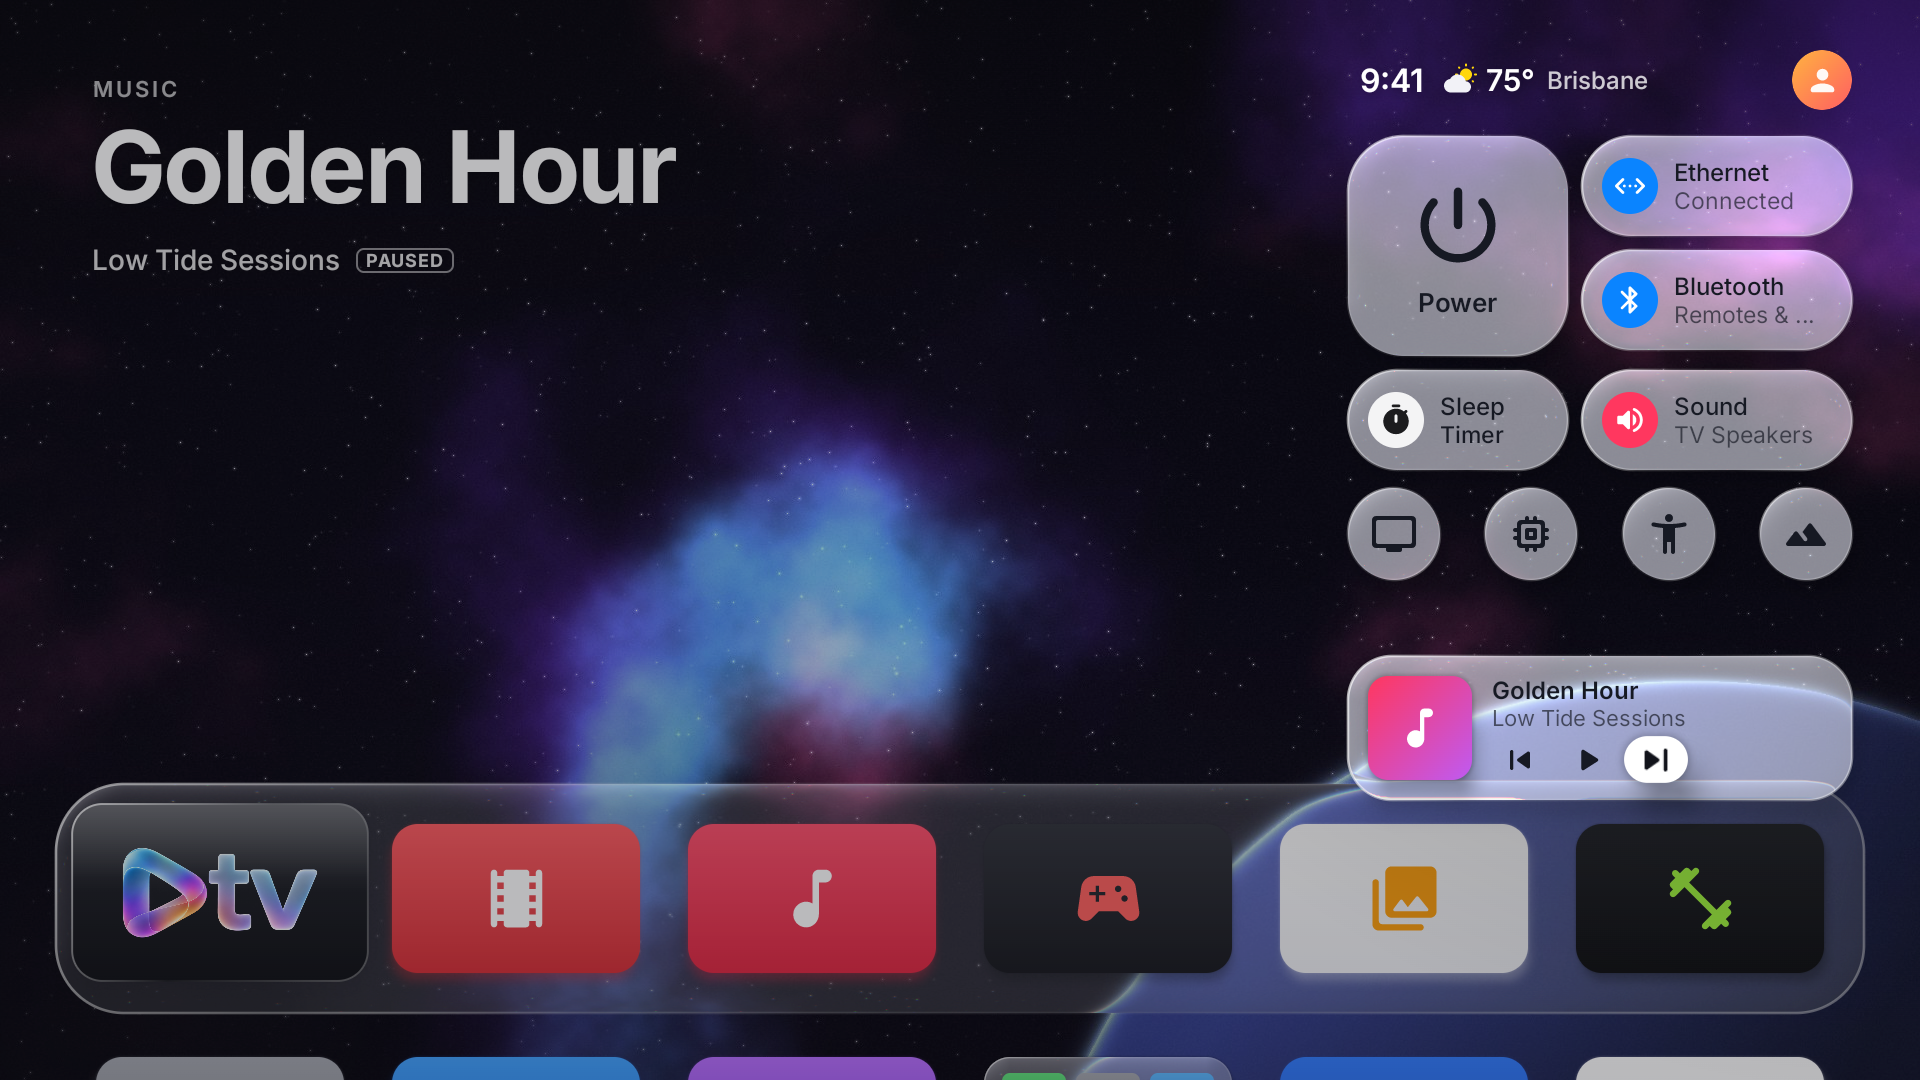 MUSIC
Golden Hour
Low Tide Sessions PAUSED
9:41 75° Brisbane
Power
Ethernet
Connected
Bluetooth
Remotes & ...
Sleep
Timer
Sound
TV Speakers
Golden Hour
Low Tide Sessions
tv